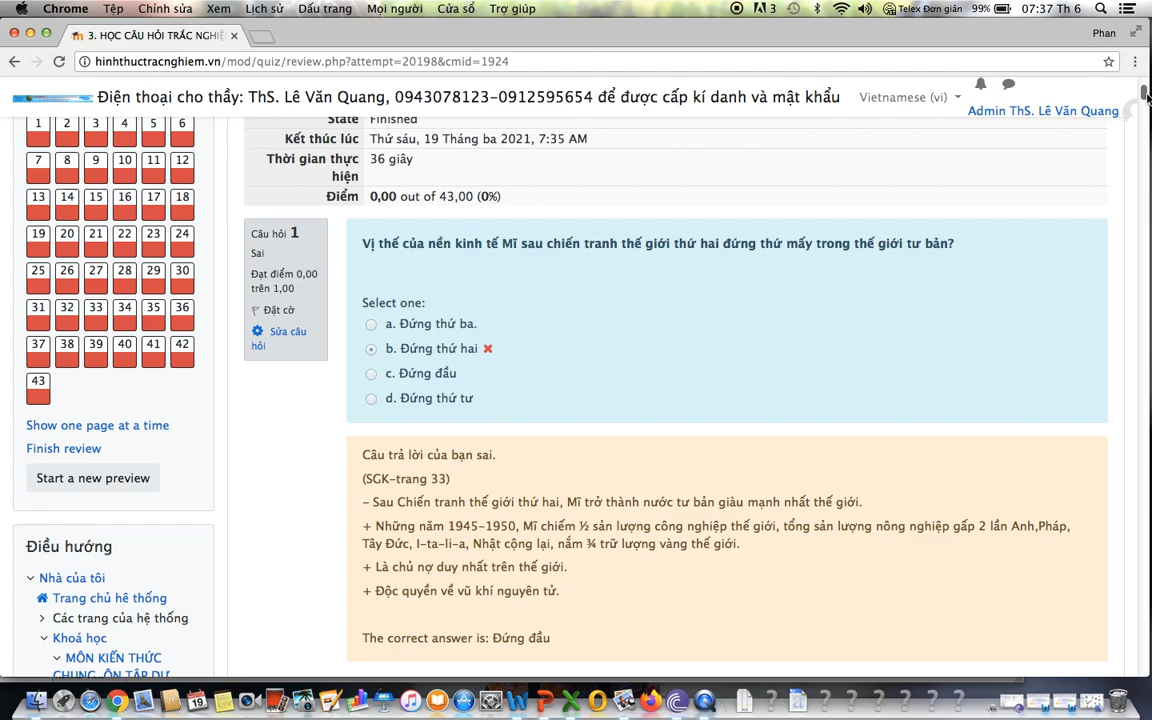 Chrome Tệp Chỉnh sửa Xem Lịch sử Dấu trang Mọi người Cửa sổ Trợ giúp 3 Telex Đơn giản 99% 07:37 Th 6
3. HỌC CÂU HỎI TRẮC NGHIỆ Phan
hinhthuctracnghiem.vn/mod/quiz/review.php?attempt=20198&cmid=1924
Điện thoại cho thầy: ThS. Lê Văn Quang, 0943078123-0912595654 để được cấp kí danh và mật khẩu Vietnamese (vi)
Admin ThS. Lê Văn Quang
1 2 3 4 5 6
7 8 9 10 11 12
13 14 15 16 17 18
19 20 21 22 23 24
25 26 27 28 29 30
31 32 33 34 35 36
37 38 39 40 41 42
43
Show one page at a time
Finish review
Start a new preview
Điều hướng
Nhà của tôi
Trang chủ hệ thống
Các trang của hệ thống
Khoá học
MÔN KIẾN THỨC
CHUNG, ÔN TẬP DỰ
State Finished
Kết thúc lúc Thứ sáu, 19 Tháng ba 2021, 7:35 AM
Thời gian thực 36 giây
hiện
Điểm 0,00 out of 43,00 (0%)
Câu hỏi 1
Sai
Đạt điểm 0,00
trên 1,00
Đặt cờ
Sửa câu
hỏi
Vị thế của nền kinh tế Mĩ sau chiến tranh thế giới thứ hai đứng thứ mấy trong thế giới tư bản?
Select one:
a. Đứng thứ ba.
b. Đứng thứ hai
c. Đứng đầu
d. Đứng thứ tư
Câu trả lời của bạn sai.
(SGK-trang 33)
- Sau Chiến tranh thế giới thứ hai, Mĩ trở thành nước tư bản giàu mạnh nhất thế giới.
+ Những năm 1945-1950, Mĩ chiếm ½ sản lượng công nghiệp thế giới, tổng sản lượng nông nghiệp gấp 2 lần Anh,Pháp,
Tây Đức, I-ta-li-a, Nhật cộng lại, nắm ¾ trữ lượng vàng thế giới.
+ Là chủ nợ duy nhất trên thế giới.
+ Độc quyền về vũ khí nguyên tử.
The correct answer is: Đứng đầu